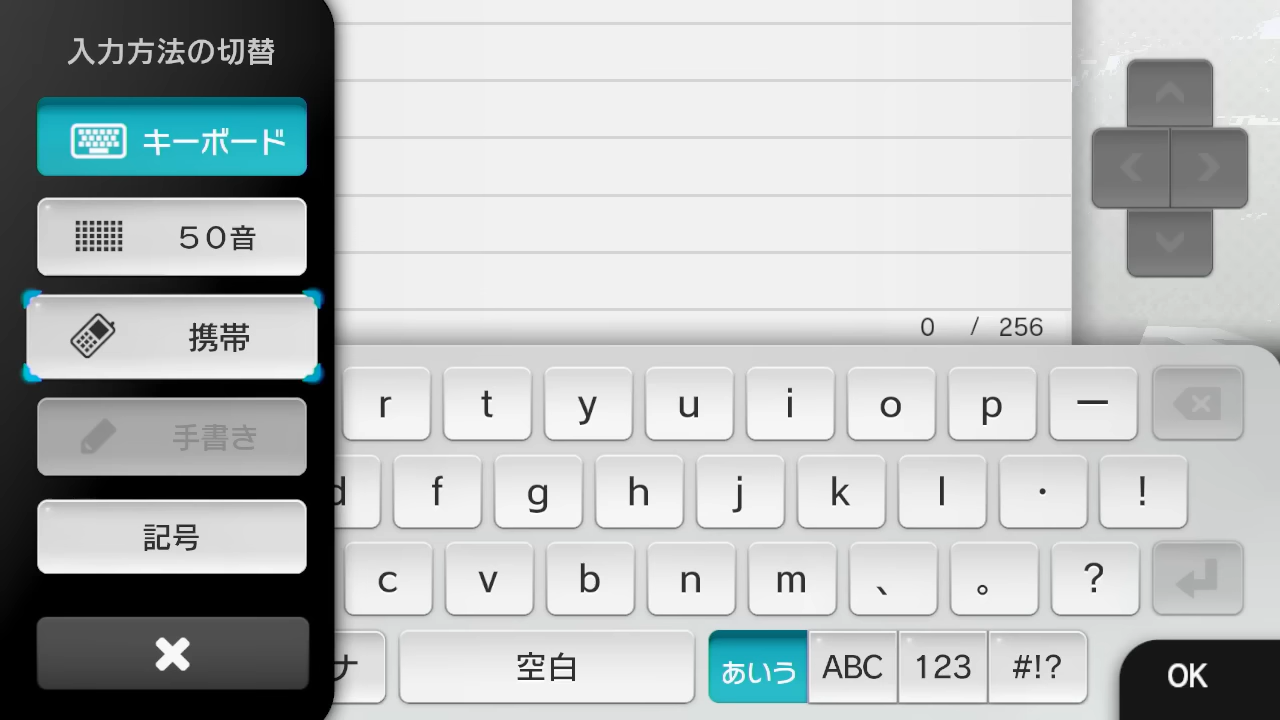 入力方法の切替
キーボード
５０音
携帯
手書き
記号
0 / 256
r t y u i o p ー
d f g h j k l ・ !
c v b n m 、 。 ?
ナ 空白 あいう ABC 123 #!?
OK